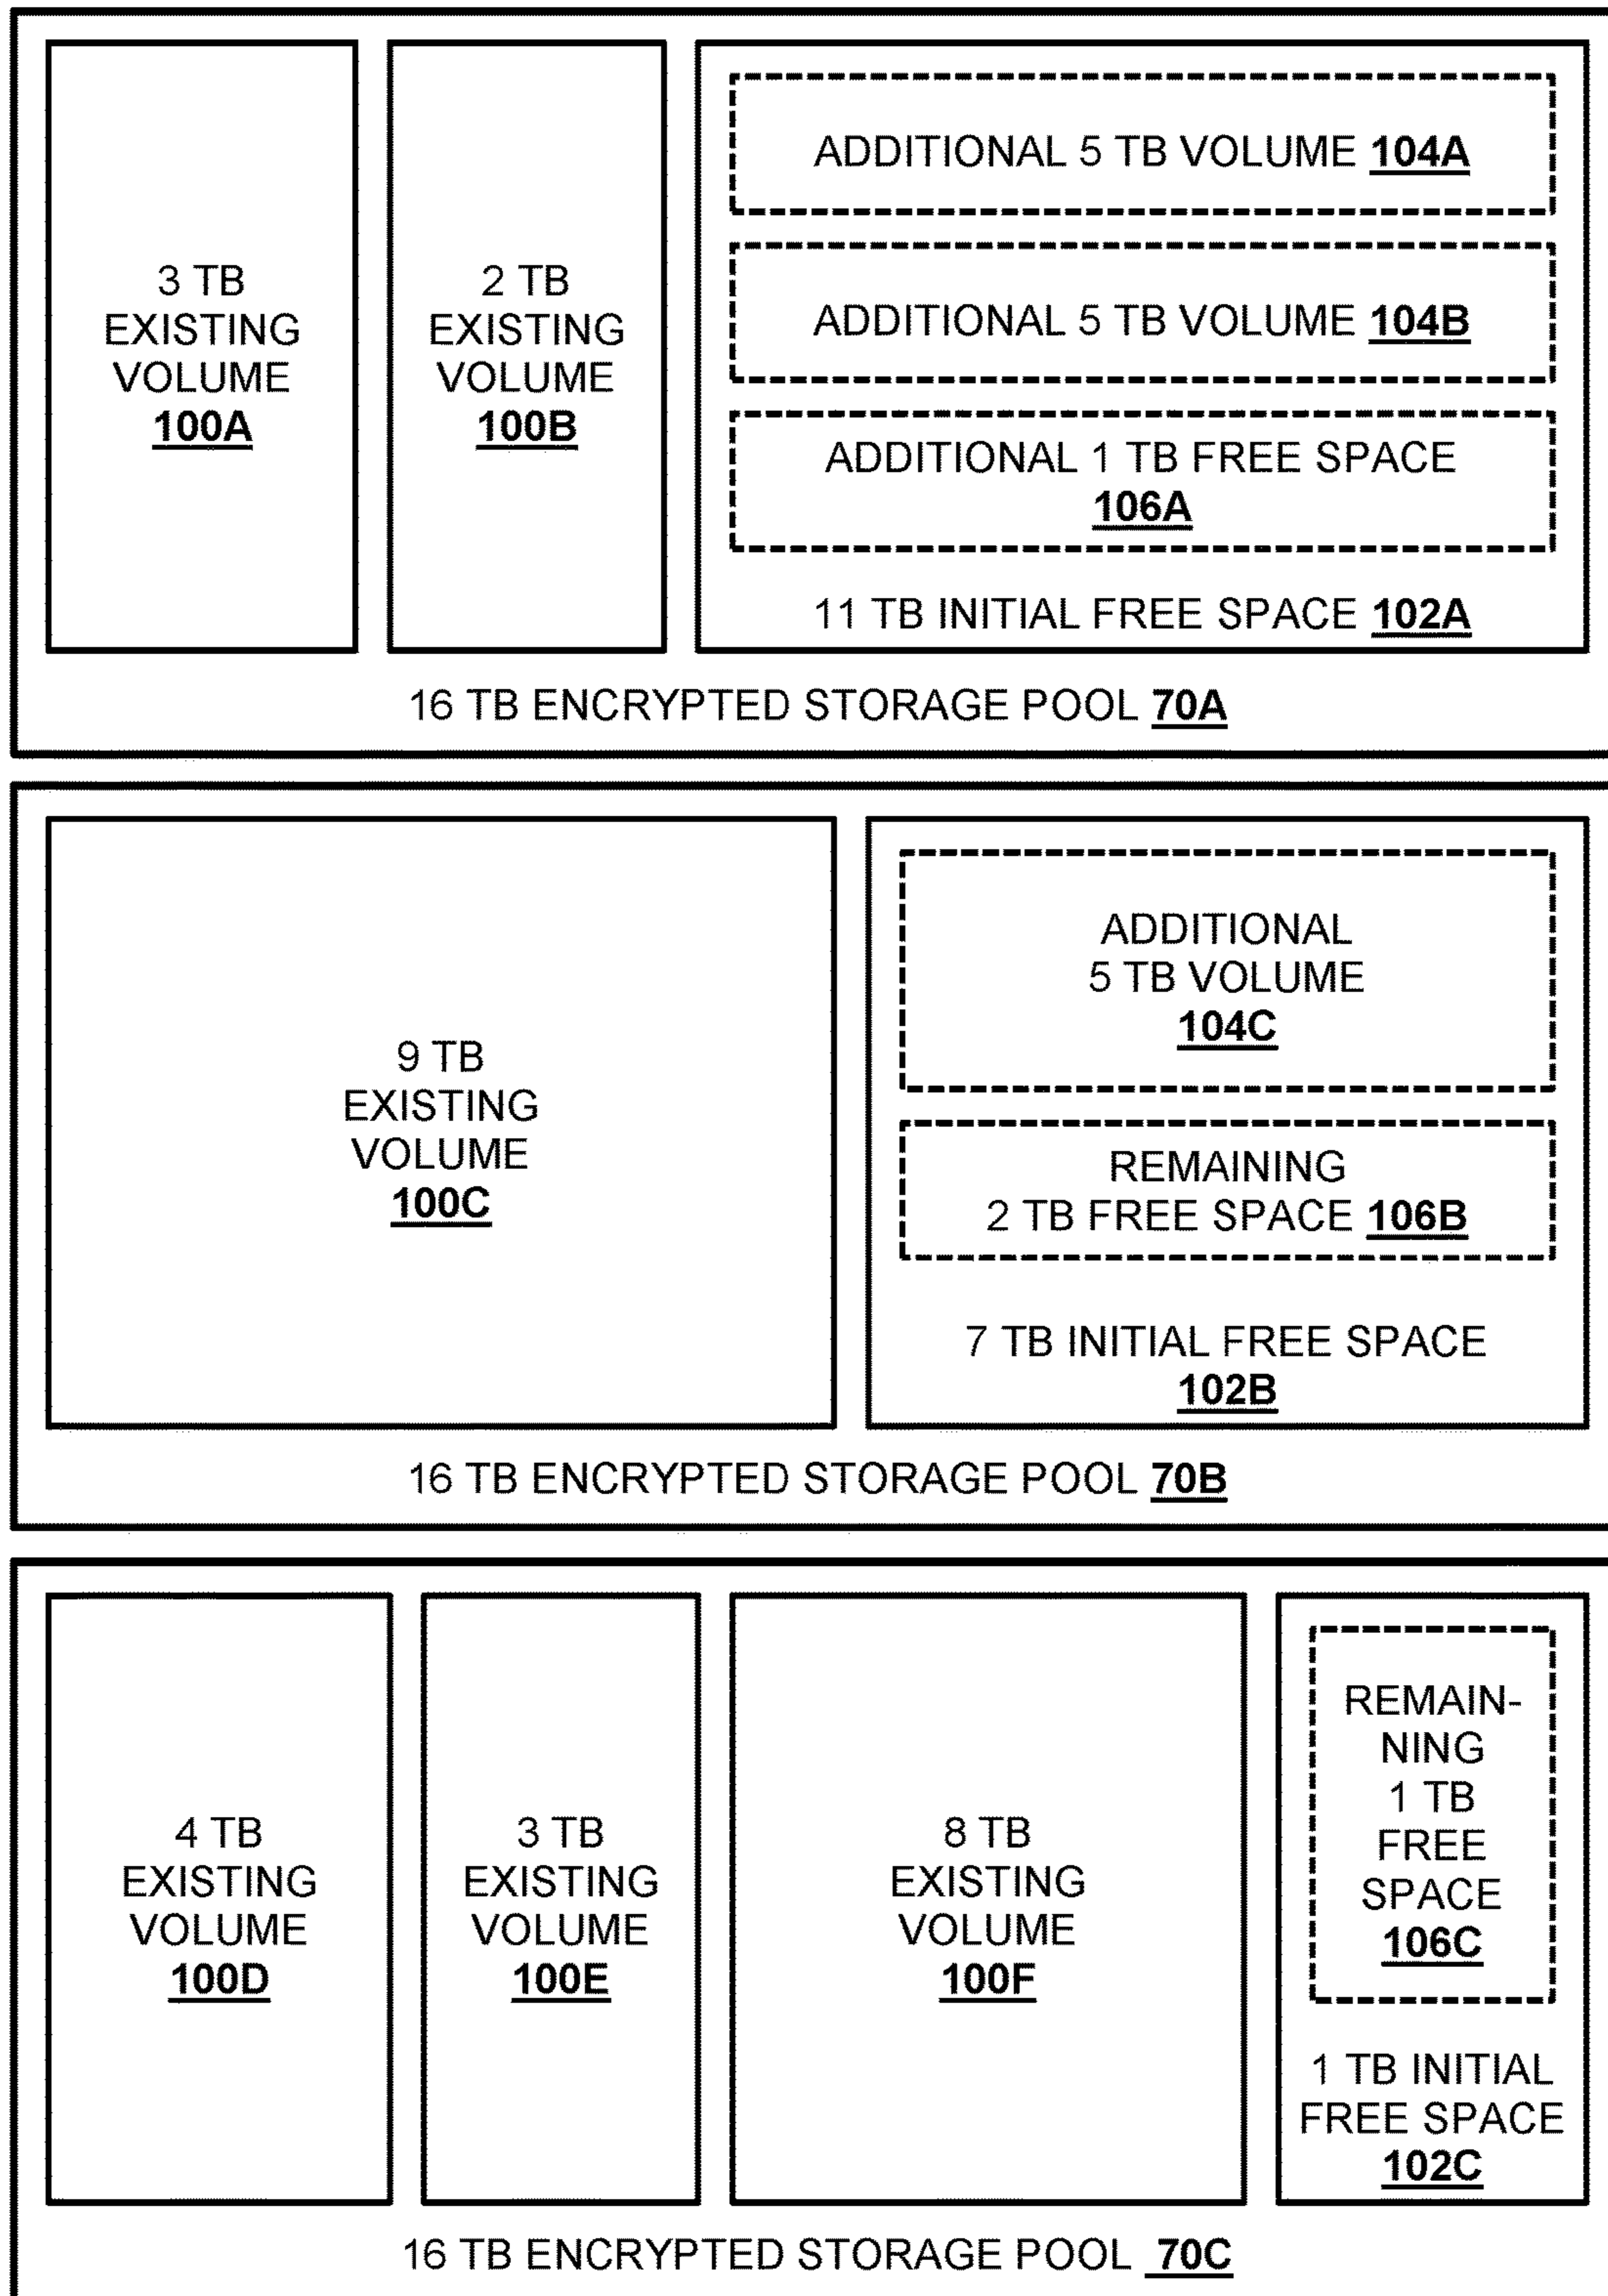 3 TB
EXISTING
VOLUME
100A
2 TB
EXISTING
VOLUME
100B
ADDITIONAL 5 TB VOLUME 104A
ADDITIONAL 5 TB VOLUME 104B
ADDITIONAL 1 TB FREE SPACE
106A
11 TB INITIAL FREE SPACE 102A
16 TB ENCRYPTED STORAGE POOL 70A
9 TB
EXISTING
VOLUME
100C
ADDITIONAL
5 TB VOLUME
104C
REMAINING
2 TB FREE SPACE 106B
7 TB INITIAL FREE SPACE
102B
16 TB ENCRYPTED STORAGE POOL 70B
4 TB
EXISTING
VOLUME
100D
3 TB
EXISTING
VOLUME
100E
8 TB
EXISTING
VOLUME
100F
REMAIN-
NING
1 TB
FREE
SPACE
106C
1 TB INITIAL
FREE SPACE
102C
16 TB ENCRYPTED STORAGE POOL 70C